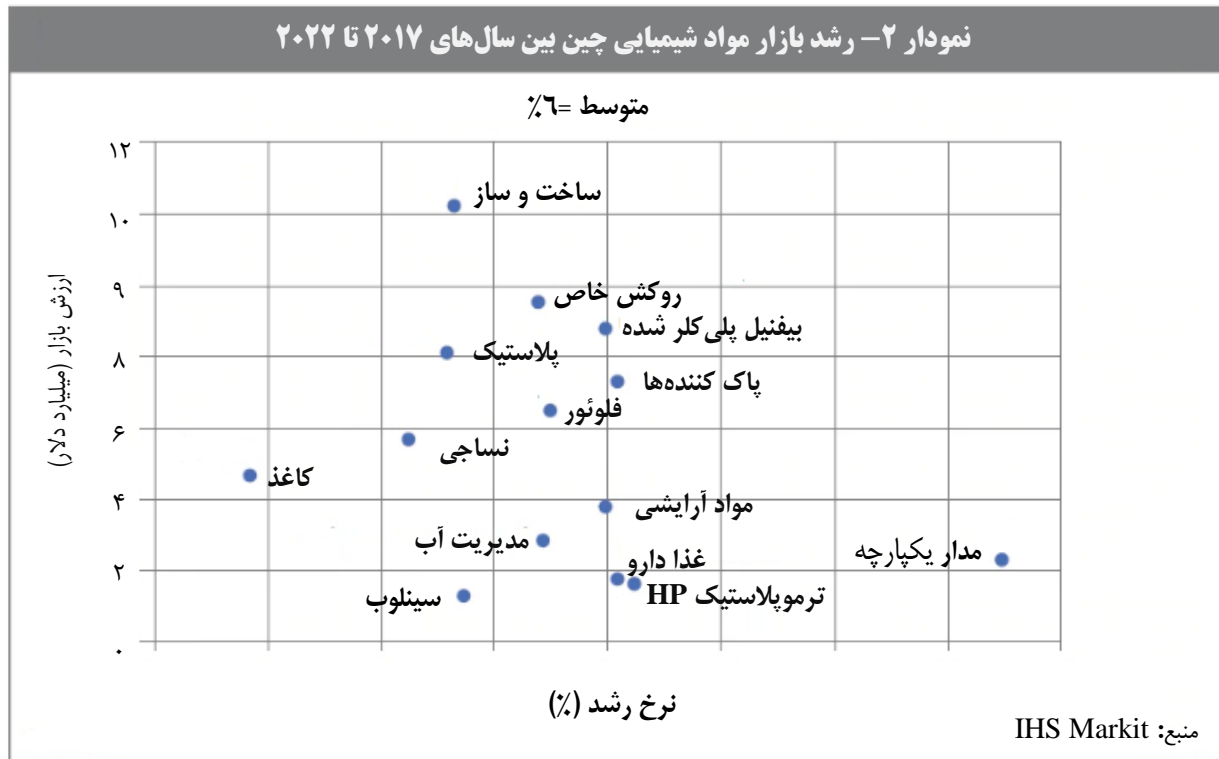 نمودار ۲– رشد بازار مواد شیمیایی چین بین سال‌های ۲۰۱۷ تا ۲۰۲۲
متوسط =٦٪
۱۲
ساخت و ساز
۱۰
ارزش بازار (میلیارد دلار)
۹
روکش خاص
بیفنیل پلی‌کلر شده
۸
پلاستیک
پاک کننده‌ها
فلوئور
۶
نساجی
کاغذ
۴
مواد آرایشی
مدیریت آب
مدار یکپارچه
غذا دارو
۲
ترموپلاستیک HP
سینلوب
۰
نرخ رشد (٪)
منبع: IHS Markit